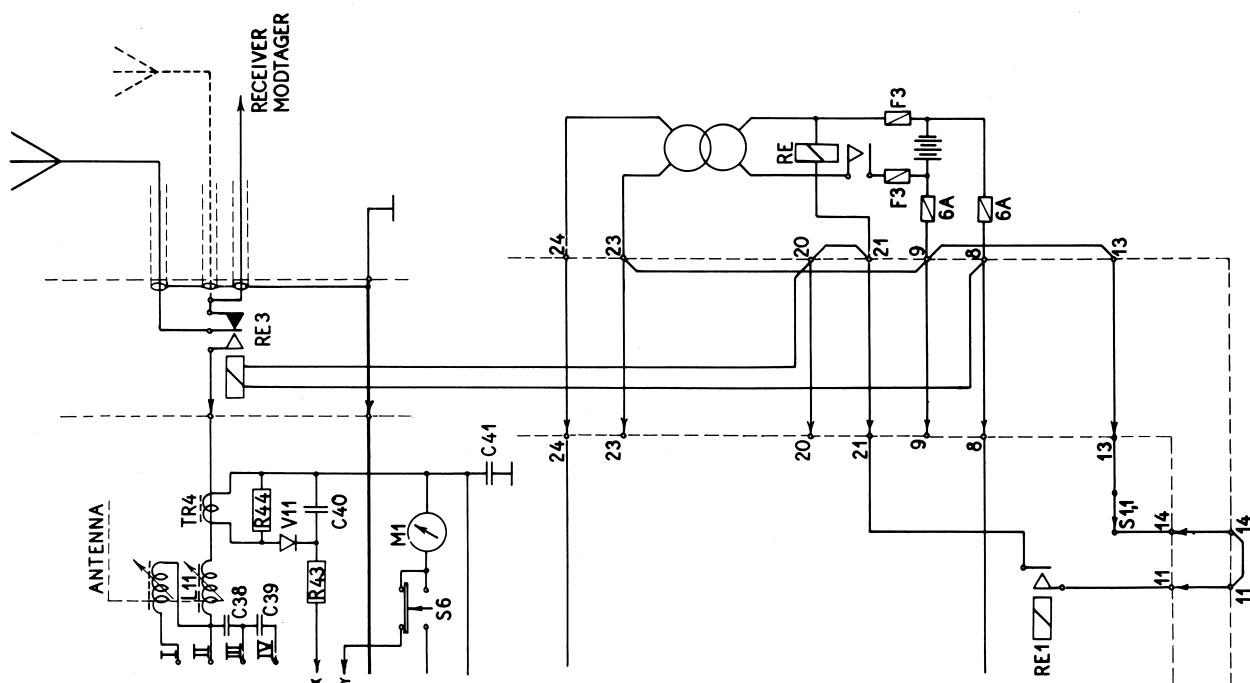 RECEIVER
MODTAGER
RE3
ANTENNA
TR4
L11
R44
V11
C40
C41
C38
C39
R43
M1
S6
I
II
III
IV
X
Y
F3
RE
F3
6A
6A
24
23
20
21
9
8
13
24
23
20
21
9
8
13
S1,1
14
14
11
11
RE1